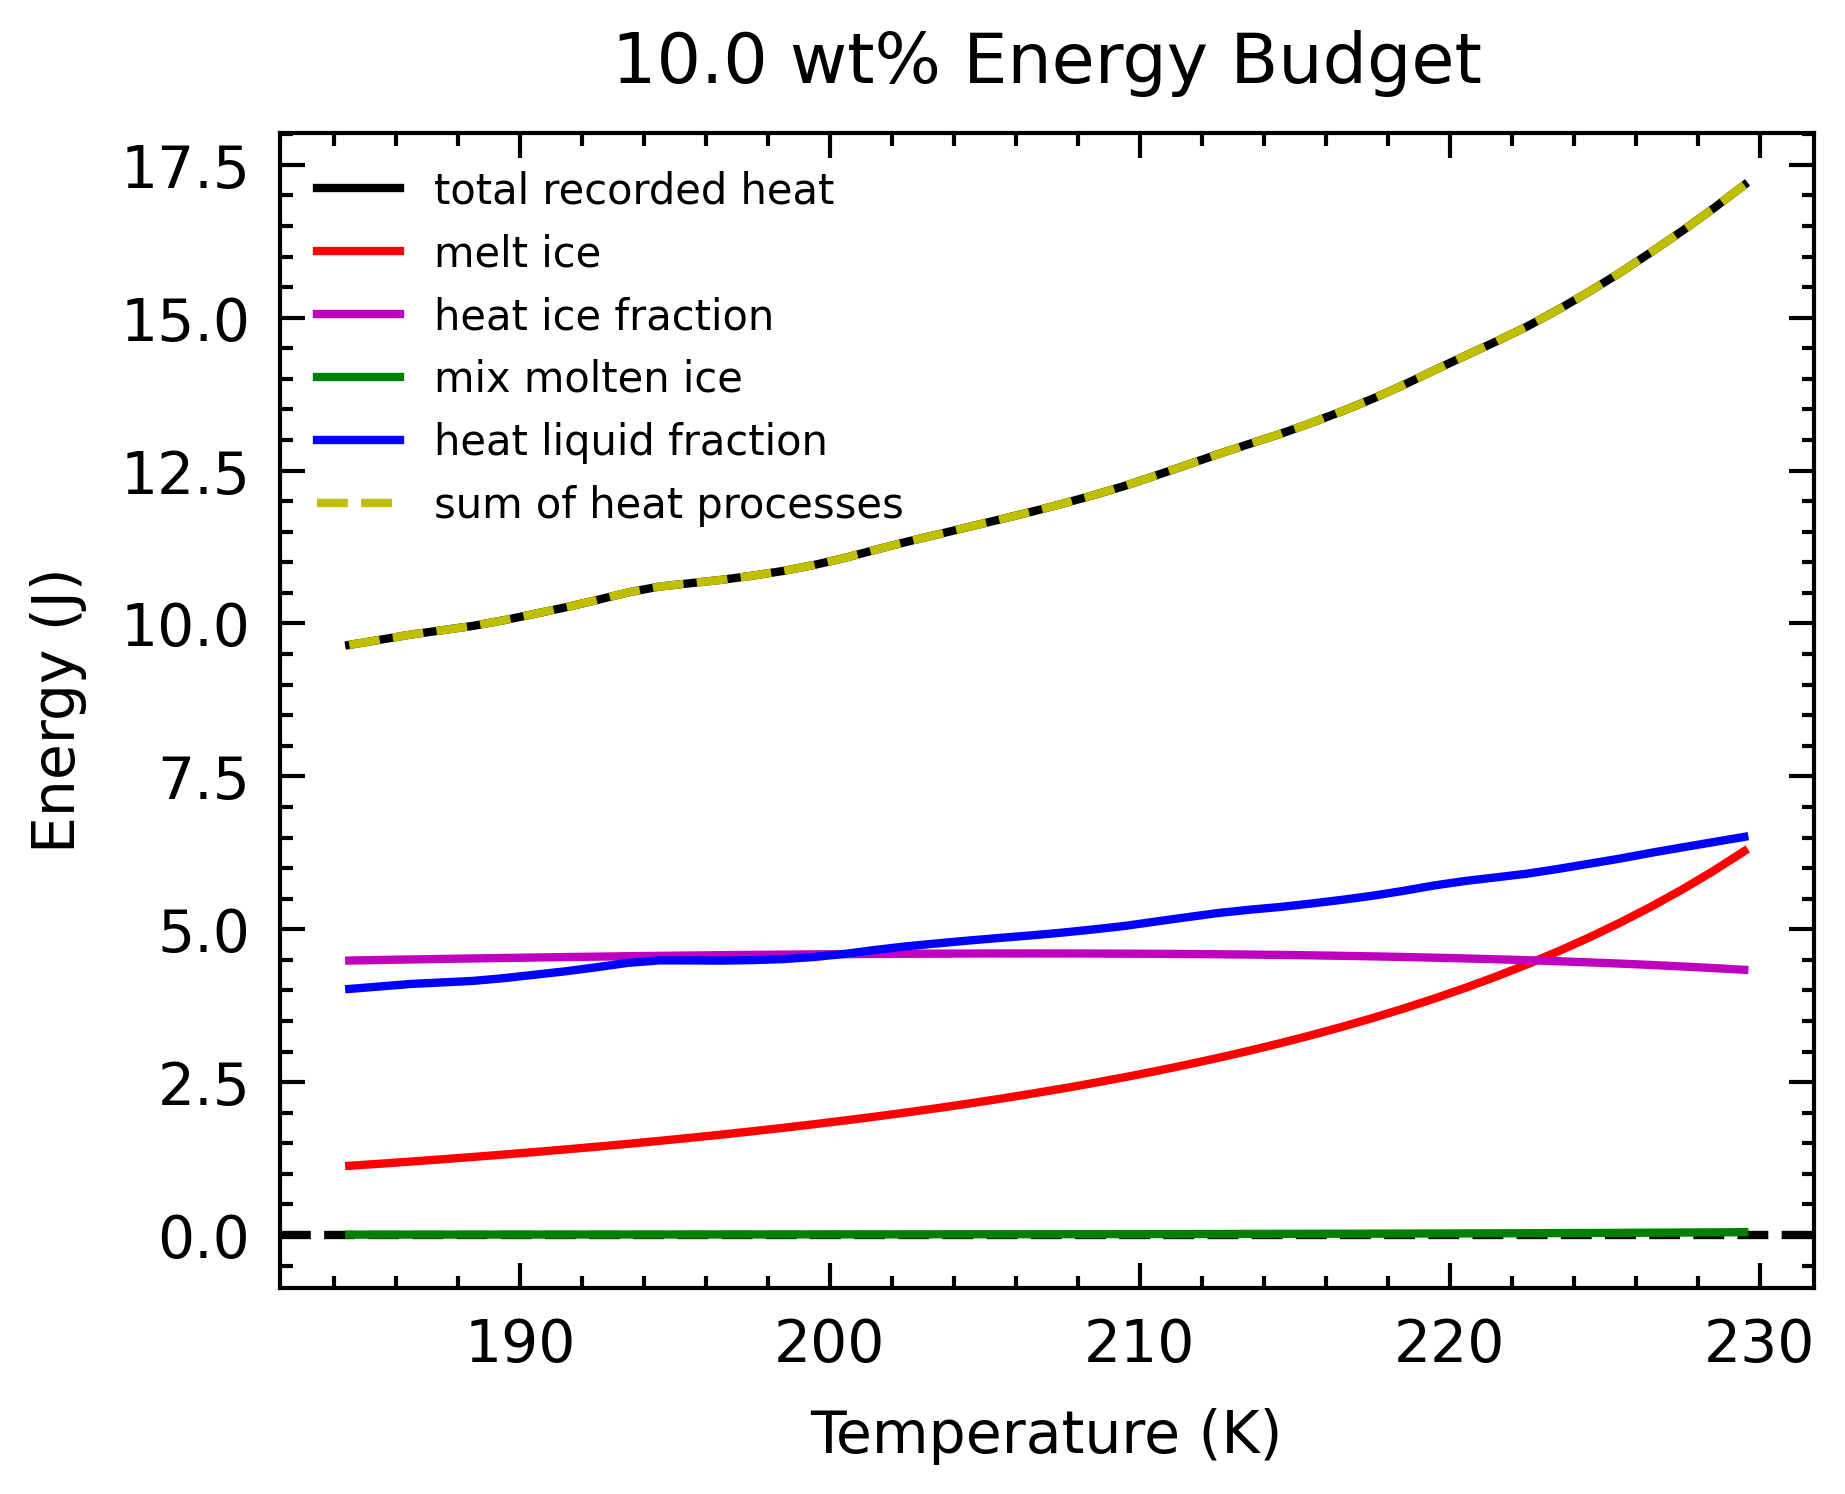 10.0 wt% Energy Budget
17.5
15.0
12.5
10.0
7.5
5.0
2.5
0.0
Energy (J)
total recorded heat
melt ice
heat ice fraction
mix molten ice
heat liquid fraction
sum of heat processes
190 200 210 220 230
Temperature (K)